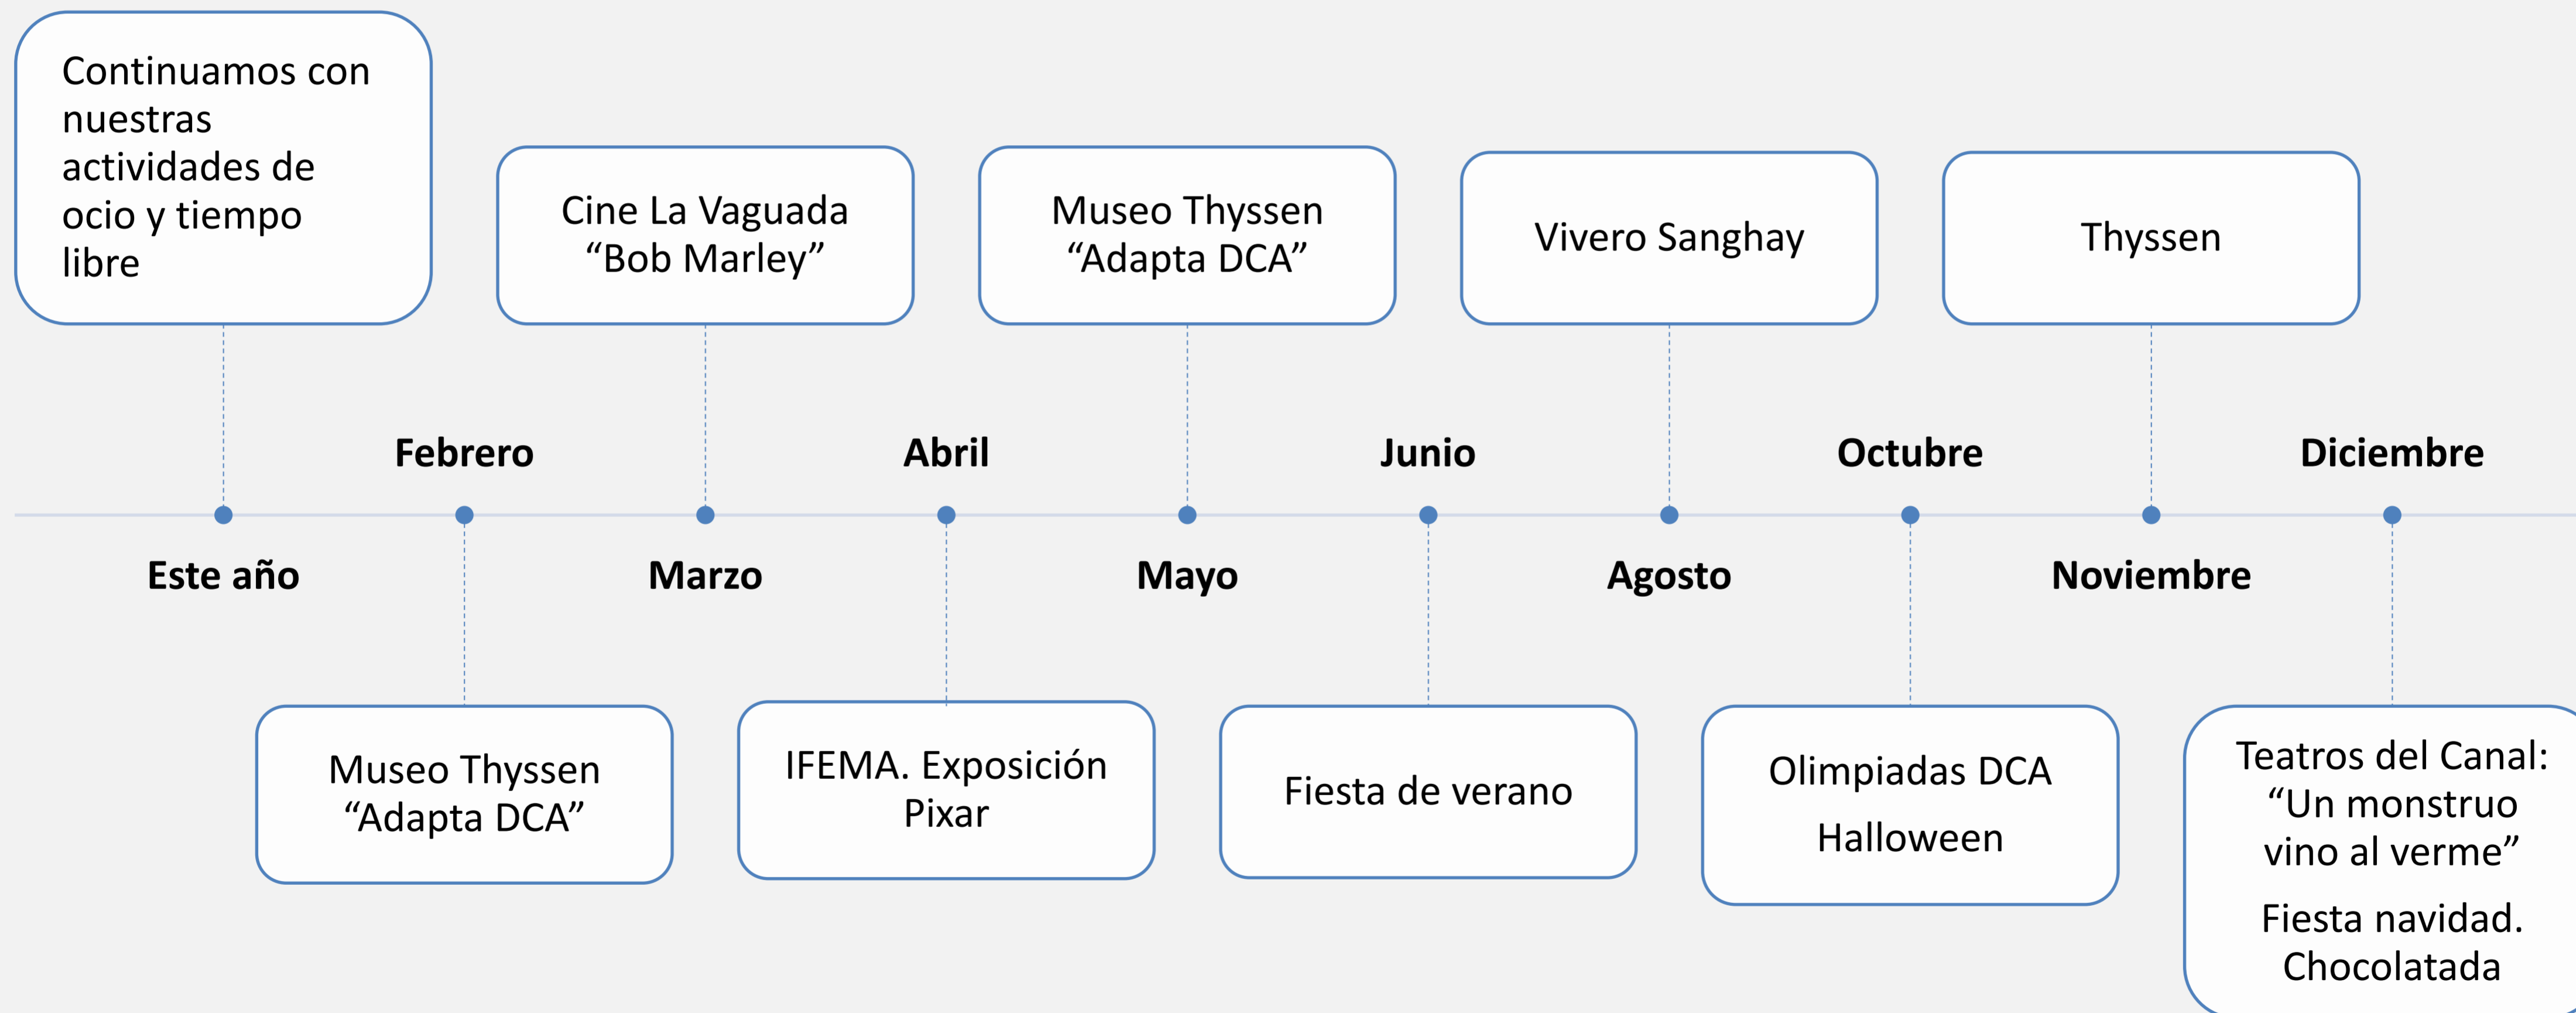 Continuamos con
nuestras
actividades de
ocio y tiempo
libre
Cine La Vaguada
“Bob Marley”
Museo Thyssen
“Adapta DCA”
Vivero Sanghay
Thyssen
Febrero
Abril
Junio
Octubre
Diciembre
Este año
Marzo
Mayo
Agosto
Noviembre
Museo Thyssen
“Adapta DCA”
IFEMA. Exposición
Pixar
Fiesta de verano
Olimpiadas DCA
Halloween
Teatros del Canal:
“Un monstruo
vino al verme”
Fiesta navidad.
Chocolatada